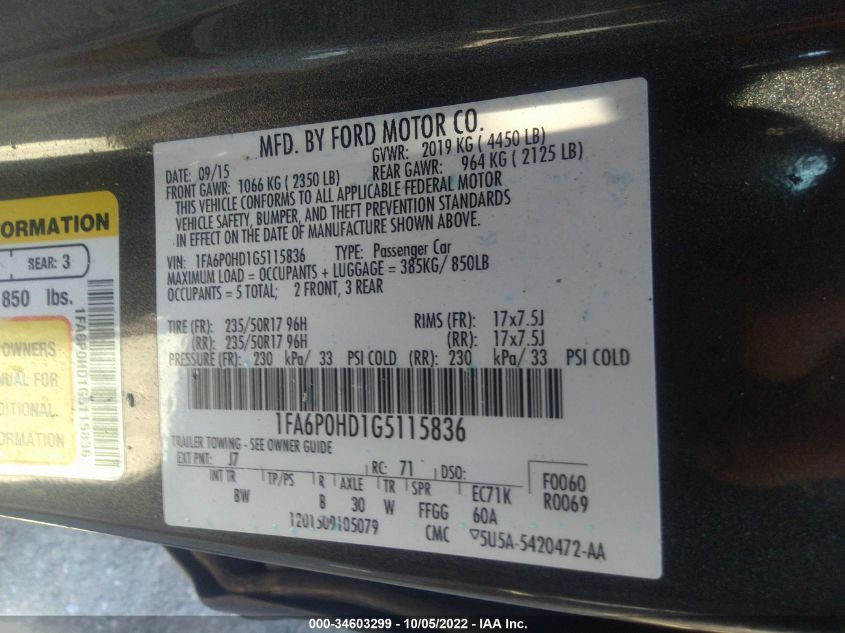 MFD. BY FORD MOTOR CO.
DATE: 09/15 GVWR: 2019 KG ( 4450 LB)
FRONT GAWR: 1066 KG ( 2350 LB) REAR GAWR: 964 KG ( 2125 LB)
THIS VEHICLE CONFORMS TO ALL APPLICABLE FEDERAL MOTOR
VEHICLE SAFETY, BUMPER, AND THEFT PREVENTION STANDARDS
IN EFFECT ON THE DATE OF MANUFACTURE SHOWN ABOVE.
VIN: 1FA6P0HD1G5115836 TYPE: Passenger Car
MAXIMUM LOAD = OCCUPANTS + LUGGAGE = 385KG/ 850LB
OCCUPANTS = 5 TOTAL; 2 FRONT, 3 REAR
TIRE (FR): 235/50R17 96H RIMS (FR): 17x7.5J
(RR): 235/50R17 96H (RR): 17x7.5J
PRESSURE (FR): 230 kPa/ 33 PSI COLD (RR): 230 kPa/ 33 PSI COLD
1FA6P0HD1G5115836
TRAILER TOWING - SEE OWNER GUIDE
EXT PNT: J7 RC: 71 DSO:
INT TR TP/PS R AXLE TR SPR EC71K F0060
BW B 30 W FFGG 60A R0069
1201509105079 CMC ▽5U5A-5420472-AA
ORMATION
REAR: 3
850 lbs.
OWNERS
NUAL FOR
DITIONAL
ORMATION.
1FA6P0HD1G5115836
000-34603299 - 10/05/2022 - IAA Inc.